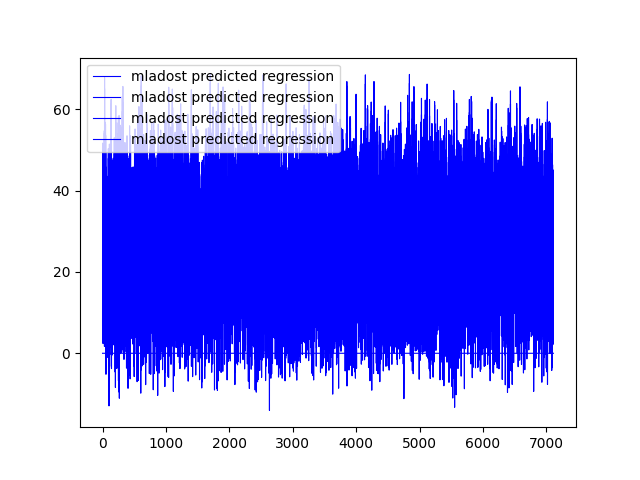 mladost predicted regression
mladost predicted regression
mladost predicted regression
mladost predicted regression
60
40
20
0
0 1000 2000 3000 4000 5000 6000 7000